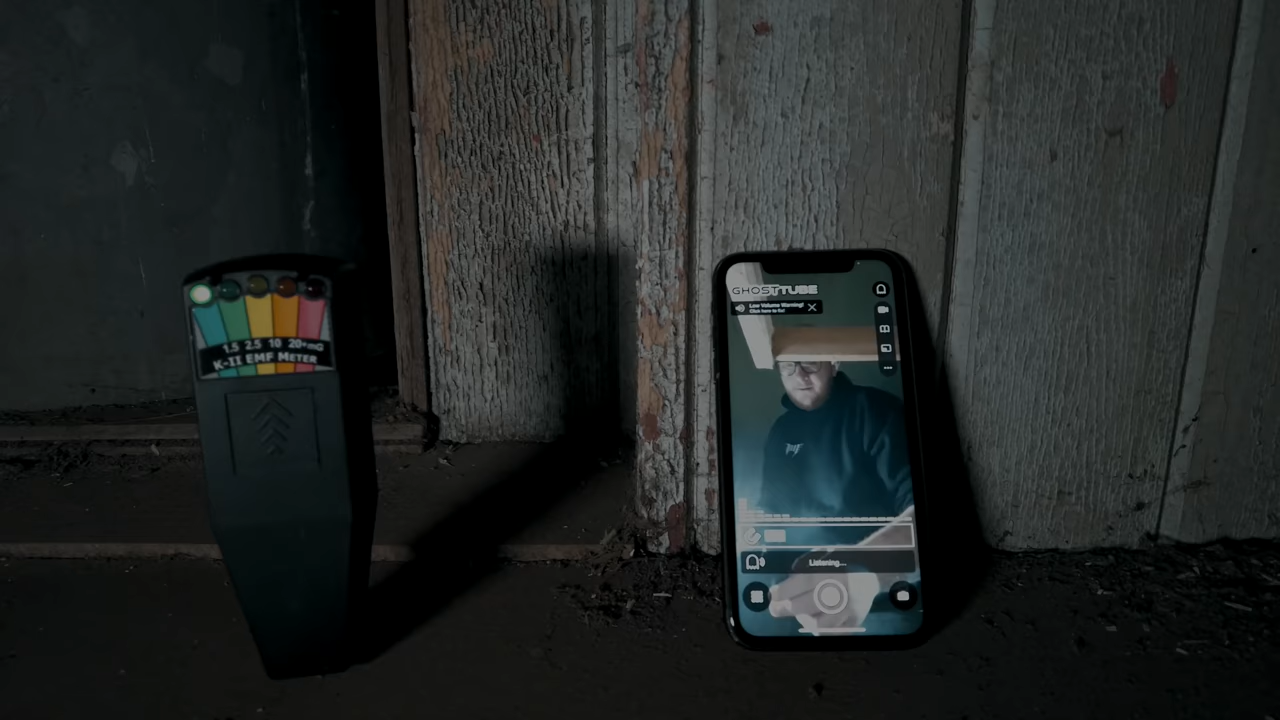 1.5 2.5 10 20+mG
K-II EMF METER
GHOSTTUBE
Low Volume Warning!
Click here to fix!
Listening...